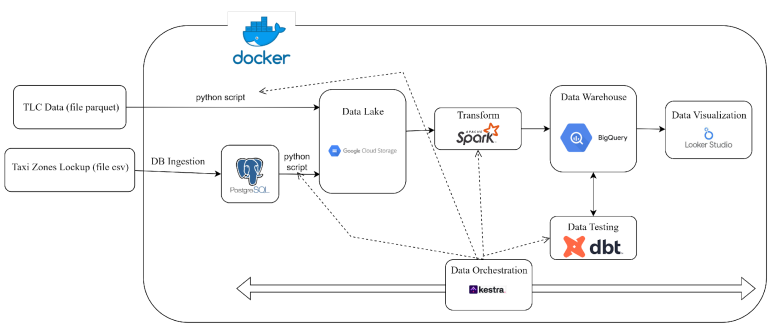 docker
TLC Data (file parquet)
python script
Data Lake
Google Cloud Storage
Transform
APACHE
Spark
Data Warehouse
BigQuery
Data Visualization
Looker Studio
Taxi Zones Lockup (file csv)
DB Ingestion
PostgreSQL
python
script
Data Testing
dbt
Data Orchestration
kestra